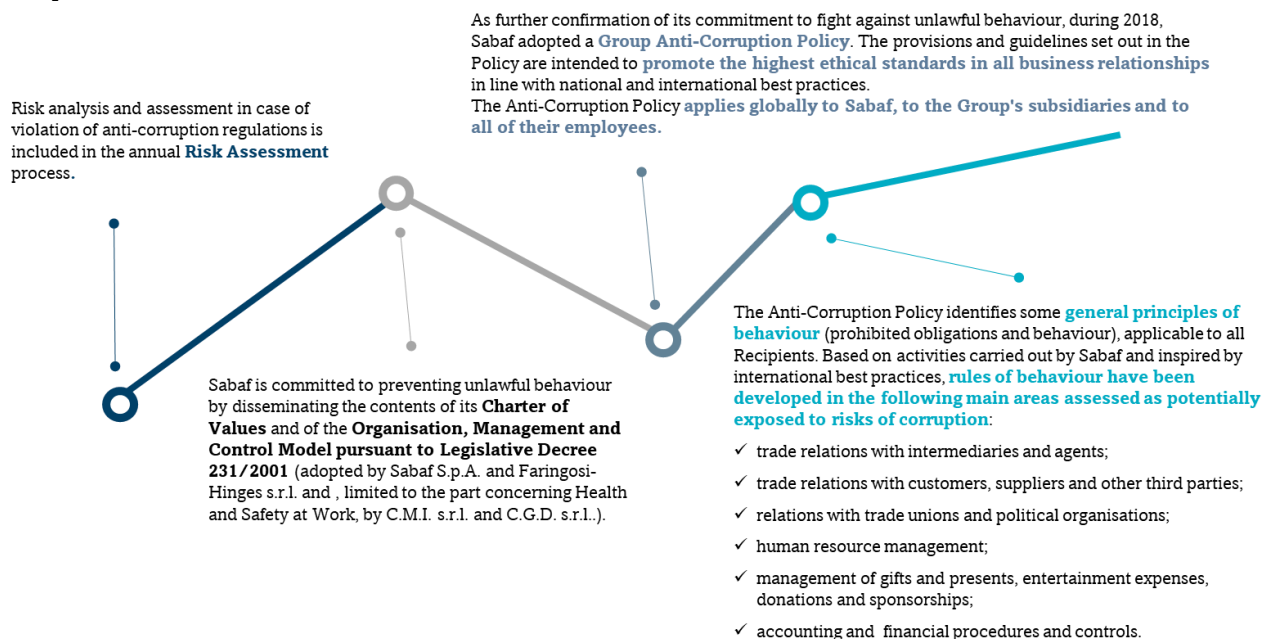 As further confirmation of its commitment to fight against unlawful behaviour, during 2018,
Sabaf adopted a Group Anti-Corruption Policy. The provisions and guidelines set out in the
Policy are intended to promote the highest ethical standards in all business relationships
in line with national and international best practices.
The Anti-Corruption Policy applies globally to Sabaf, to the Group's subsidiaries and to
all of their employees.
Risk analysis and assessment in case of
violation of anti-corruption regulations is
included in the annual Risk Assessment
process.
Sabaf is committed to preventing unlawful behaviour
by disseminating the contents of its Charter of
Values and of the Organisation, Management and
Control Model pursuant to Legislative Decree
231/2001 (adopted by Sabaf S.p.A. and Faringosi-
Hinges s.r.l. and , limited to the part concerning Health
and Safety at Work, by C.M.I. s.r.l. and C.G.D. s.r.l..).
The Anti-Corruption Policy identifies some general principles of
behaviour (prohibited obligations and behaviour), applicable to all
Recipients. Based on activities carried out by Sabaf and inspired by
international best practices, rules of behaviour have been
developed in the following main areas assessed as potentially
exposed to risks of corruption:
✓ trade relations with intermediaries and agents;
✓ trade relations with customers, suppliers and other third parties;
✓ relations with trade unions and political organisations;
✓ human resource management;
✓ management of gifts and presents, entertainment expenses,
donations and sponsorships;
✓ accounting and financial procedures and controls.